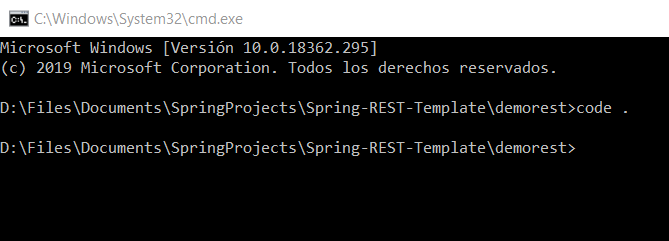 C:\Windows\System32\cmd.exe
Microsoft Windows [Versión 10.0.18362.295]
(c) 2019 Microsoft Corporation. Todos los derechos reservados.
D:\Files\Documents\SpringProjects\Spring-REST-Template\demorest>code .
D:\Files\Documents\SpringProjects\Spring-REST-Template\demorest>